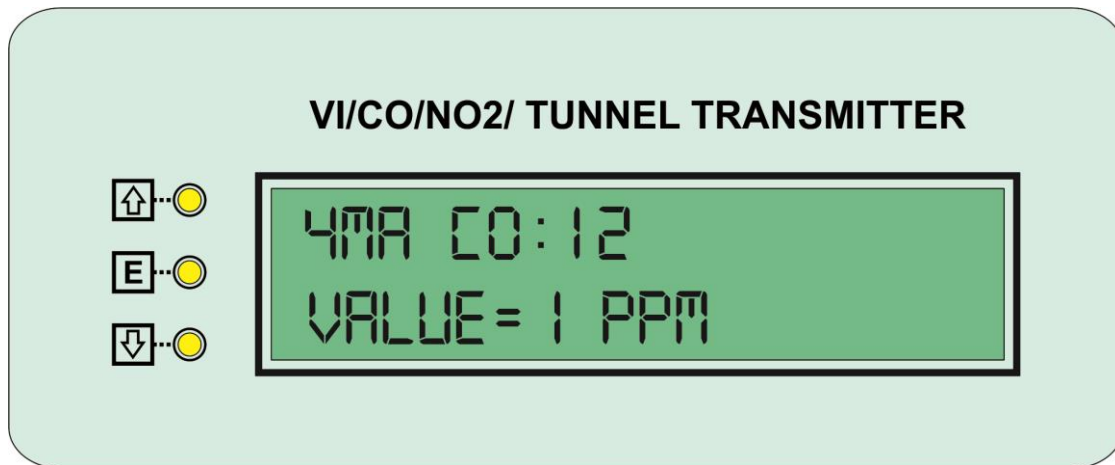 VI/CO/NO2/ TUNNEL TRANSMITTER
4MA CO:12
E
VALUE=1 PPM